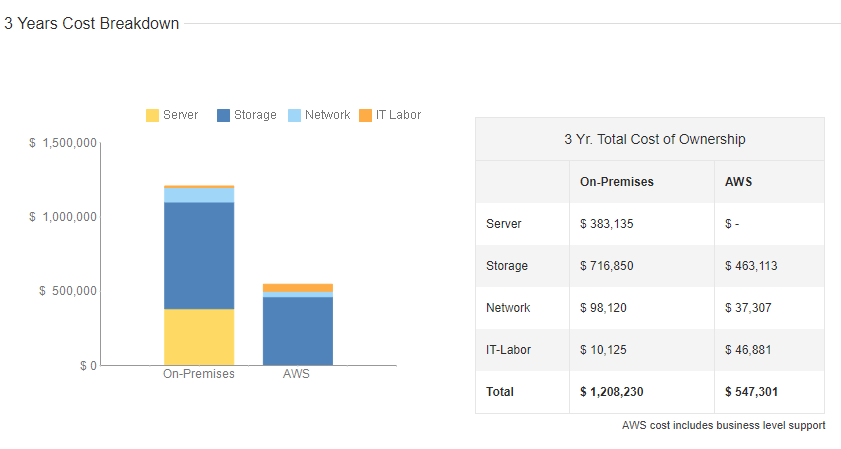 3 Years Cost Breakdown
Server Storage Network IT Labor
$ 1,500,000
$ 1,000,000
$ 500,000
$ 0
On-Premises AWS
3 Yr. Total Cost of Ownership
On-Premises AWS
Server $ 383,135 $ -
Storage $ 716,850 $ 463,113
Network $ 98,120 $ 37,307
IT-Labor $ 10,125 $ 46,881
Total $ 1,208,230 $ 547,301
AWS cost includes business level support